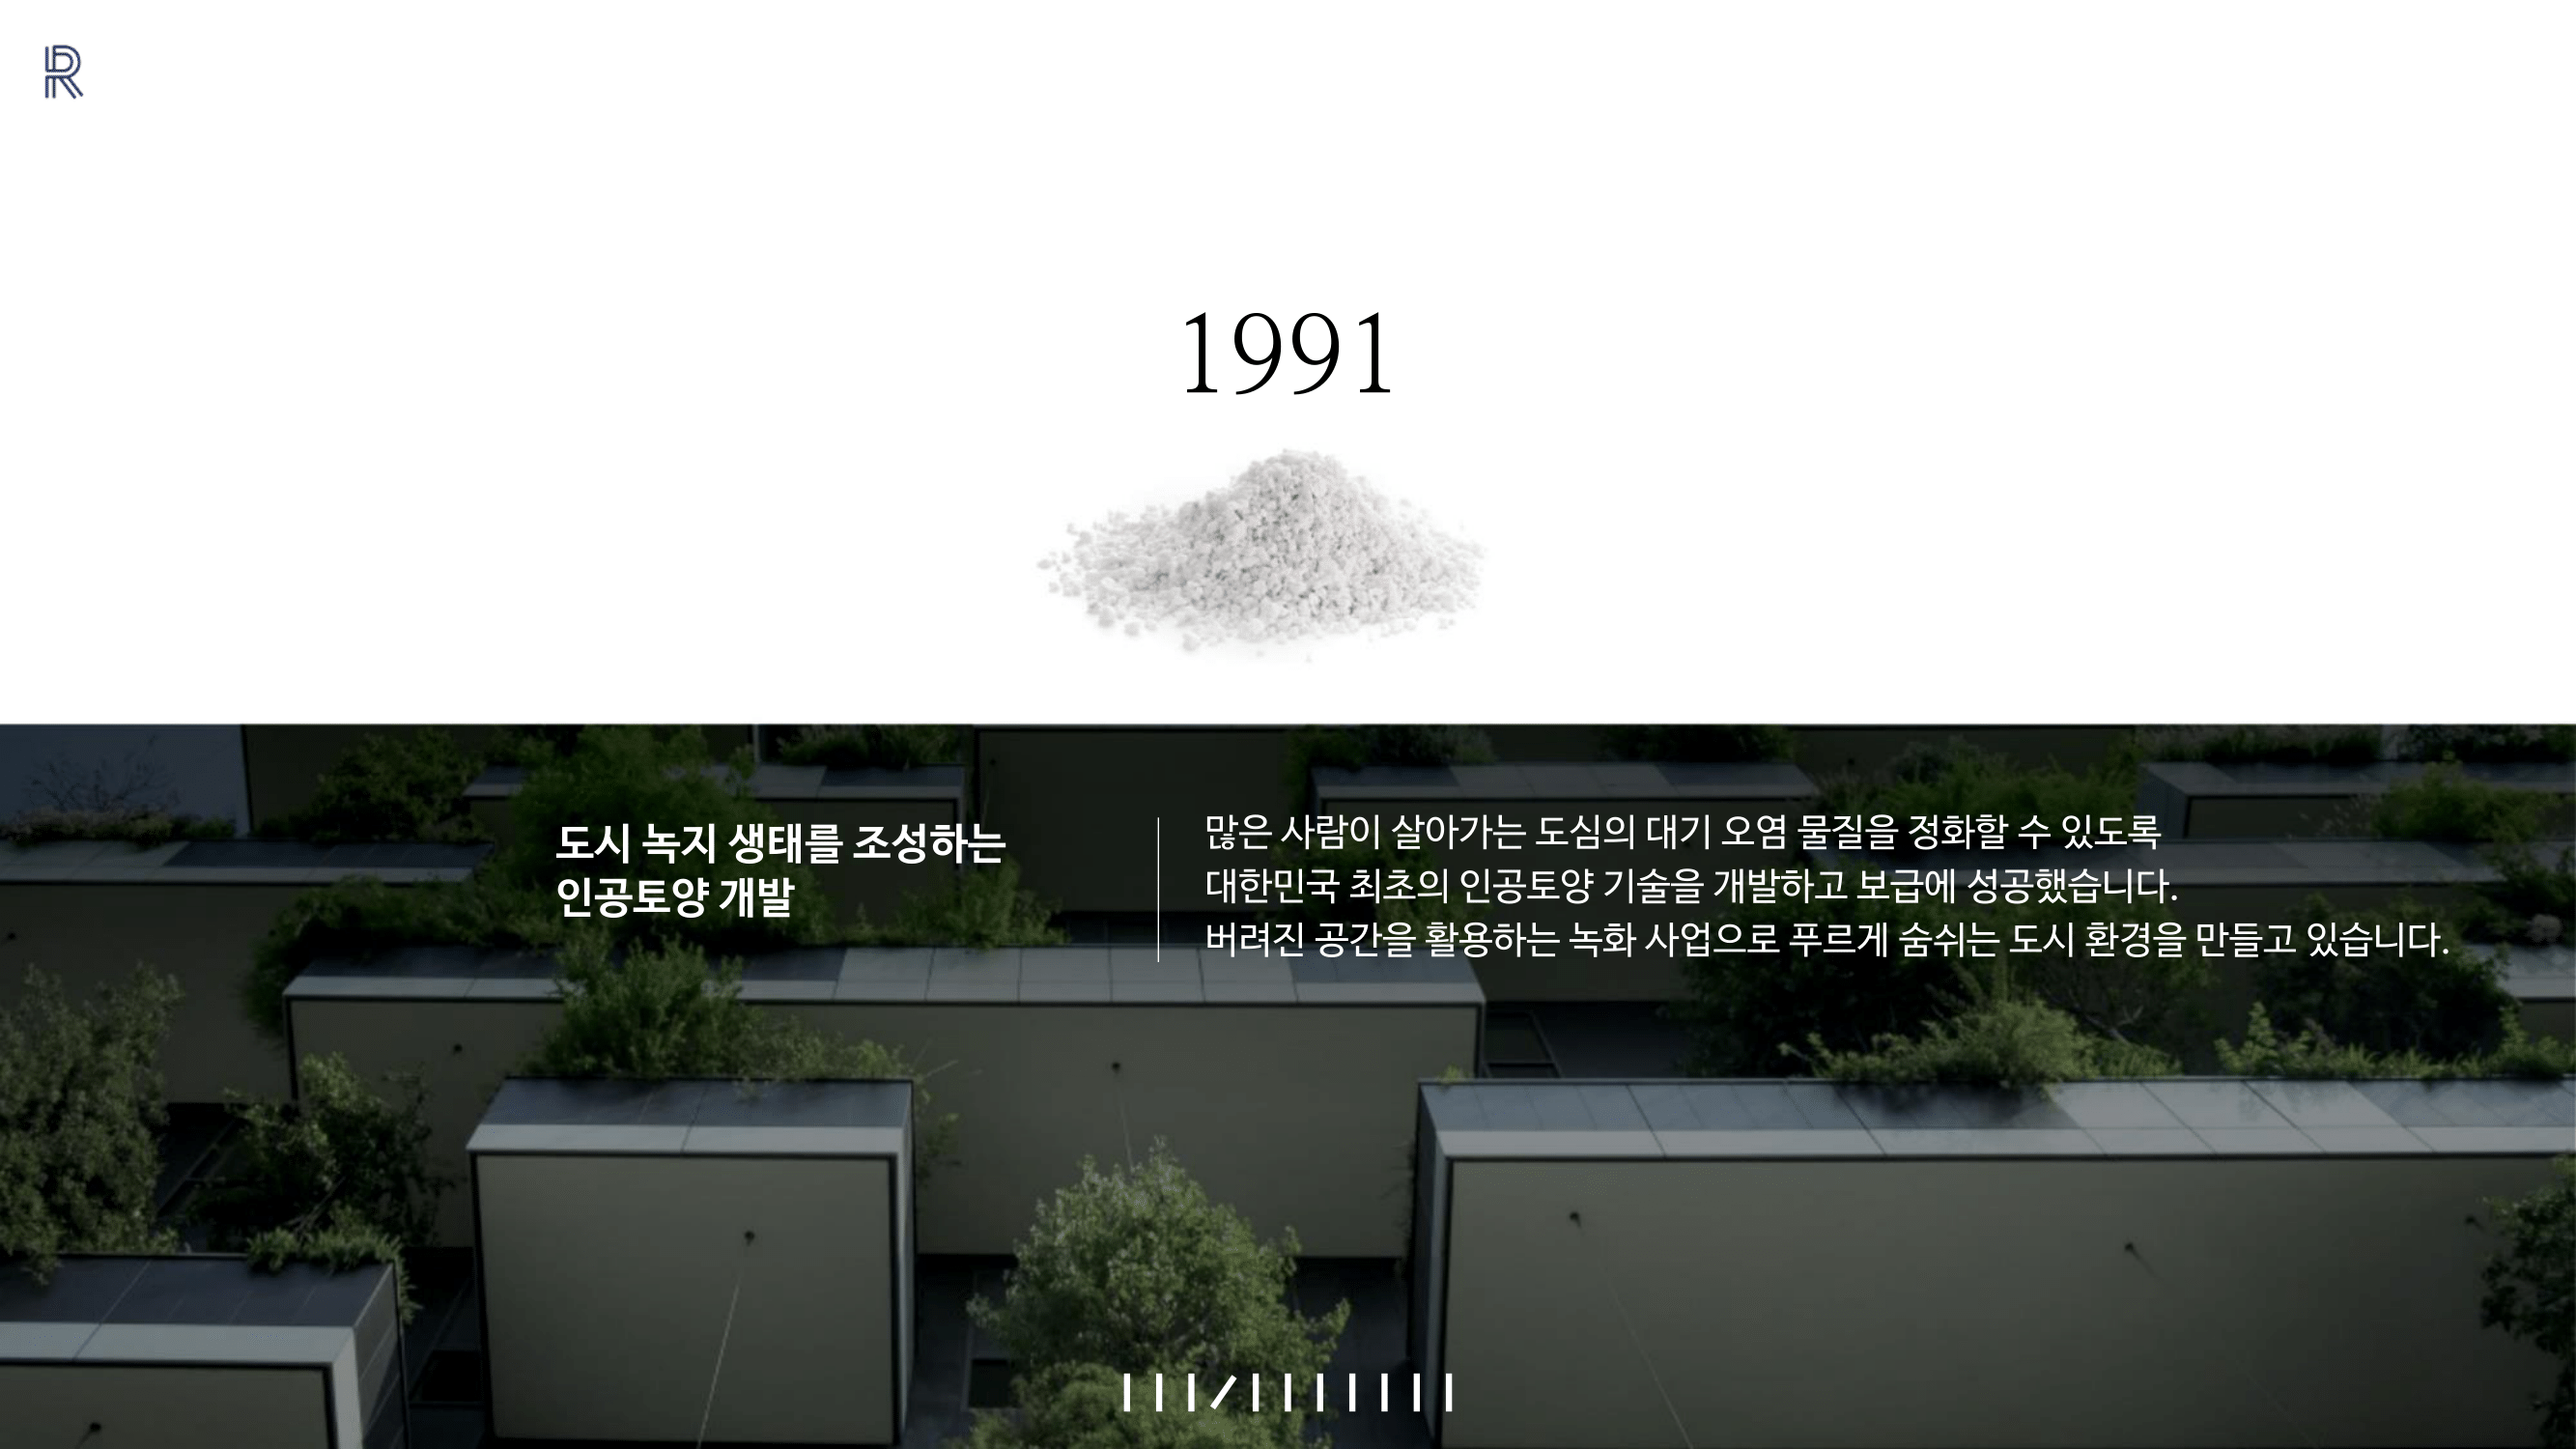 R
1991
도시 녹지 생태를 조성하는
인공토양 개발
많은 사람이 살아가는 도심의 대기 오염 물질을 정화할 수 있도록
대한민국 최초의 인공토양 기술을 개발하고 보급에 성공했습니다.
버려진 공간을 활용하는 녹화 사업으로 푸르게 숨쉬는 도시 환경을 만들고 있습니다.